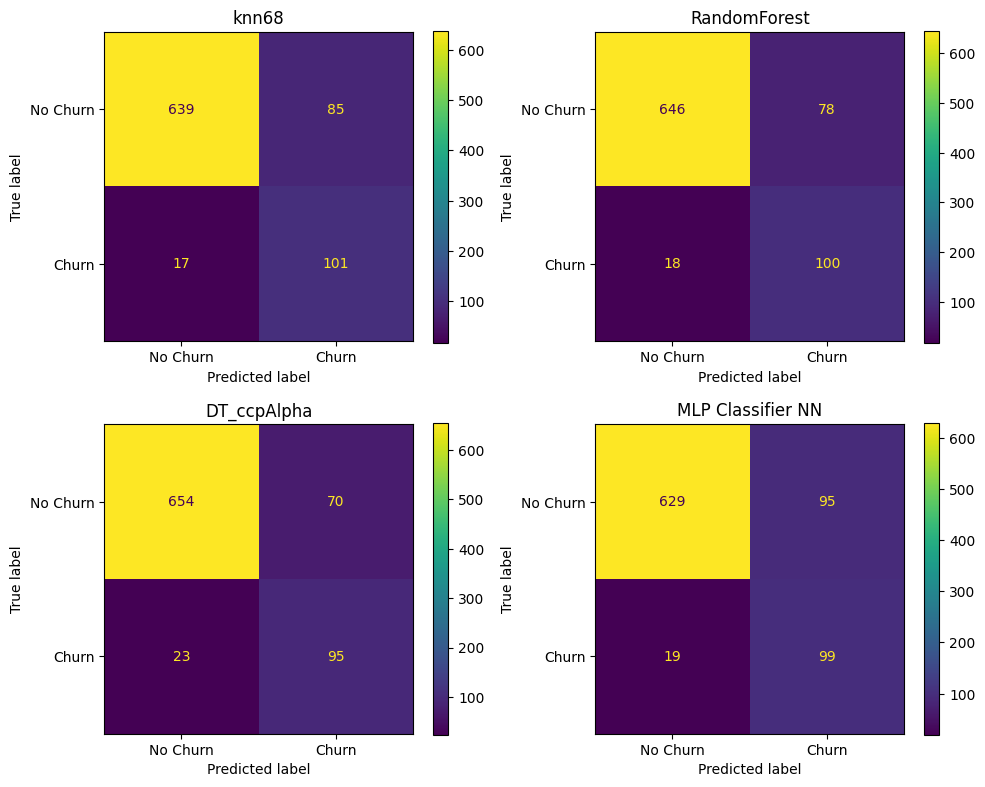 knn68
True label
No Churn
Churn
639
85
17
101
No Churn
Churn
Predicted label
600
500
400
300
200
100
RandomForest
True label
No Churn
Churn
646
78
18
100
No Churn
Churn
Predicted label
600
500
400
300
200
100
DT_ccpAlpha
True label
No Churn
Churn
654
70
23
95
No Churn
Churn
Predicted label
600
500
400
300
200
100
MLP Classifier NN
True label
No Churn
Churn
629
95
19
99
No Churn
Churn
Predicted label
600
500
400
300
200
100